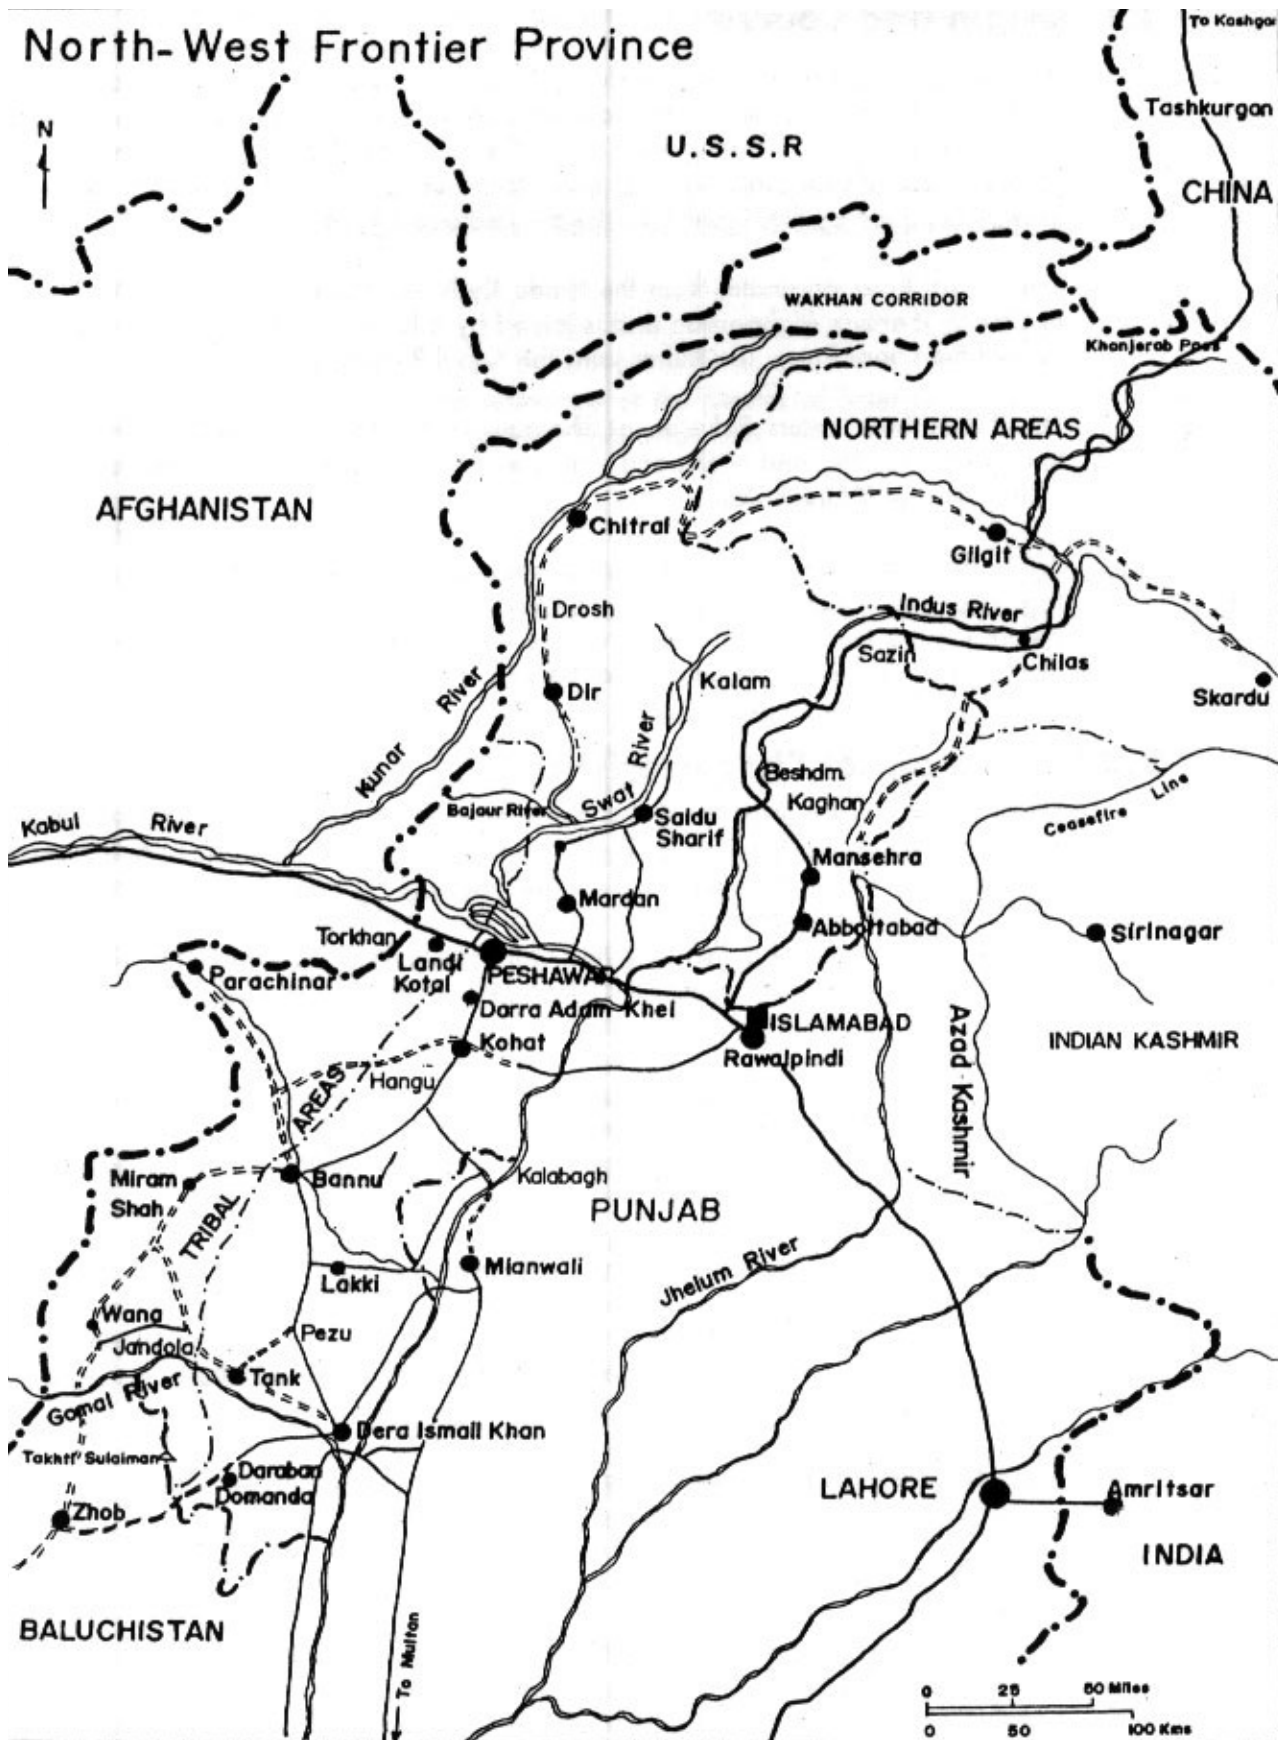 North-West Frontier Province
To Kashgar
N
Tashkurgan
U.S.S.R
CHINA
WAKHAN CORRIDOR
Khanjerab Pass
NORTHERN AREAS
AFGHANISTAN
Chitral
Gilgit
Drosh
Indus River
Sazin
Chilas
Skardu
Dir
Kalam
Kunar River
Swat River
Bajour River
Beshdm.
Kaghan
Ceasefire Line
Kabul River
Saidu
Sharif
Mansehra
Mardan
Abbottabad
Sirinagar
Torkhan
Landi
Kotal
PESHAWAR
Parachinar
Darra Adam Khel
ISLAMABAD
Rawalpindi
Kohat
Hangu
Azad Kashmir
INDIAN KASHMIR
TRIBAL AREAS
Miram
Shah
Bannu
Kalabagh
PUNJAB
Lakki
Mianwali
Jhelum River
Wana
Jandola
Pezu
Tank
Gomal River
Dera Ismail Khan
Takhti Sulaiman
Daraban
Domanda
Zhob
LAHORE
Amritsar
INDIA
BALUCHISTAN
To Multan
0 25 50 Miles
0 50 100 Kms